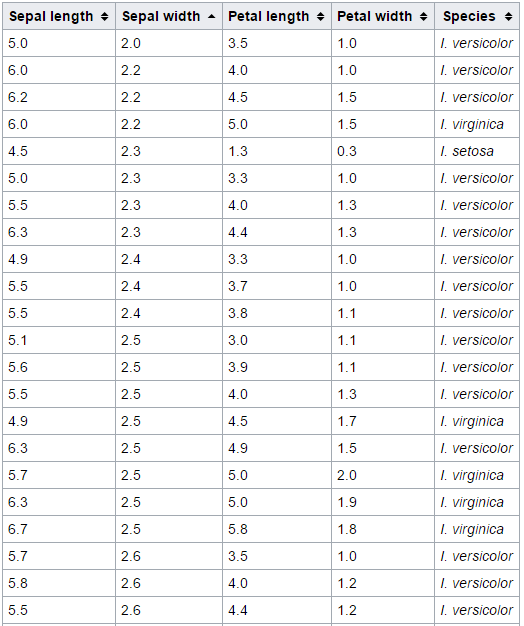 Sepal length Sepal width Petal length Petal width Species
5.0 2.0 3.5 1.0 I. versicolor
6.0 2.2 4.0 1.0 I. versicolor
6.2 2.2 4.5 1.5 I. versicolor
6.0 2.2 5.0 1.5 I. virginica
4.5 2.3 1.3 0.3 I. setosa
5.0 2.3 3.3 1.0 I. versicolor
5.5 2.3 4.0 1.3 I. versicolor
6.3 2.3 4.4 1.3 I. versicolor
4.9 2.4 3.3 1.0 I. versicolor
5.5 2.4 3.7 1.0 I. versicolor
5.5 2.4 3.8 1.1 I. versicolor
5.1 2.5 3.0 1.1 I. versicolor
5.6 2.5 3.9 1.1 I. versicolor
5.5 2.5 4.0 1.3 I. versicolor
4.9 2.5 4.5 1.7 I. virginica
6.3 2.5 4.9 1.5 I. versicolor
5.7 2.5 5.0 2.0 I. virginica
6.3 2.5 5.0 1.9 I. virginica
6.7 2.5 5.8 1.8 I. virginica
5.7 2.6 3.5 1.0 I. versicolor
5.8 2.6 4.0 1.2 I. versicolor
5.5 2.6 4.4 1.2 I. versicolor